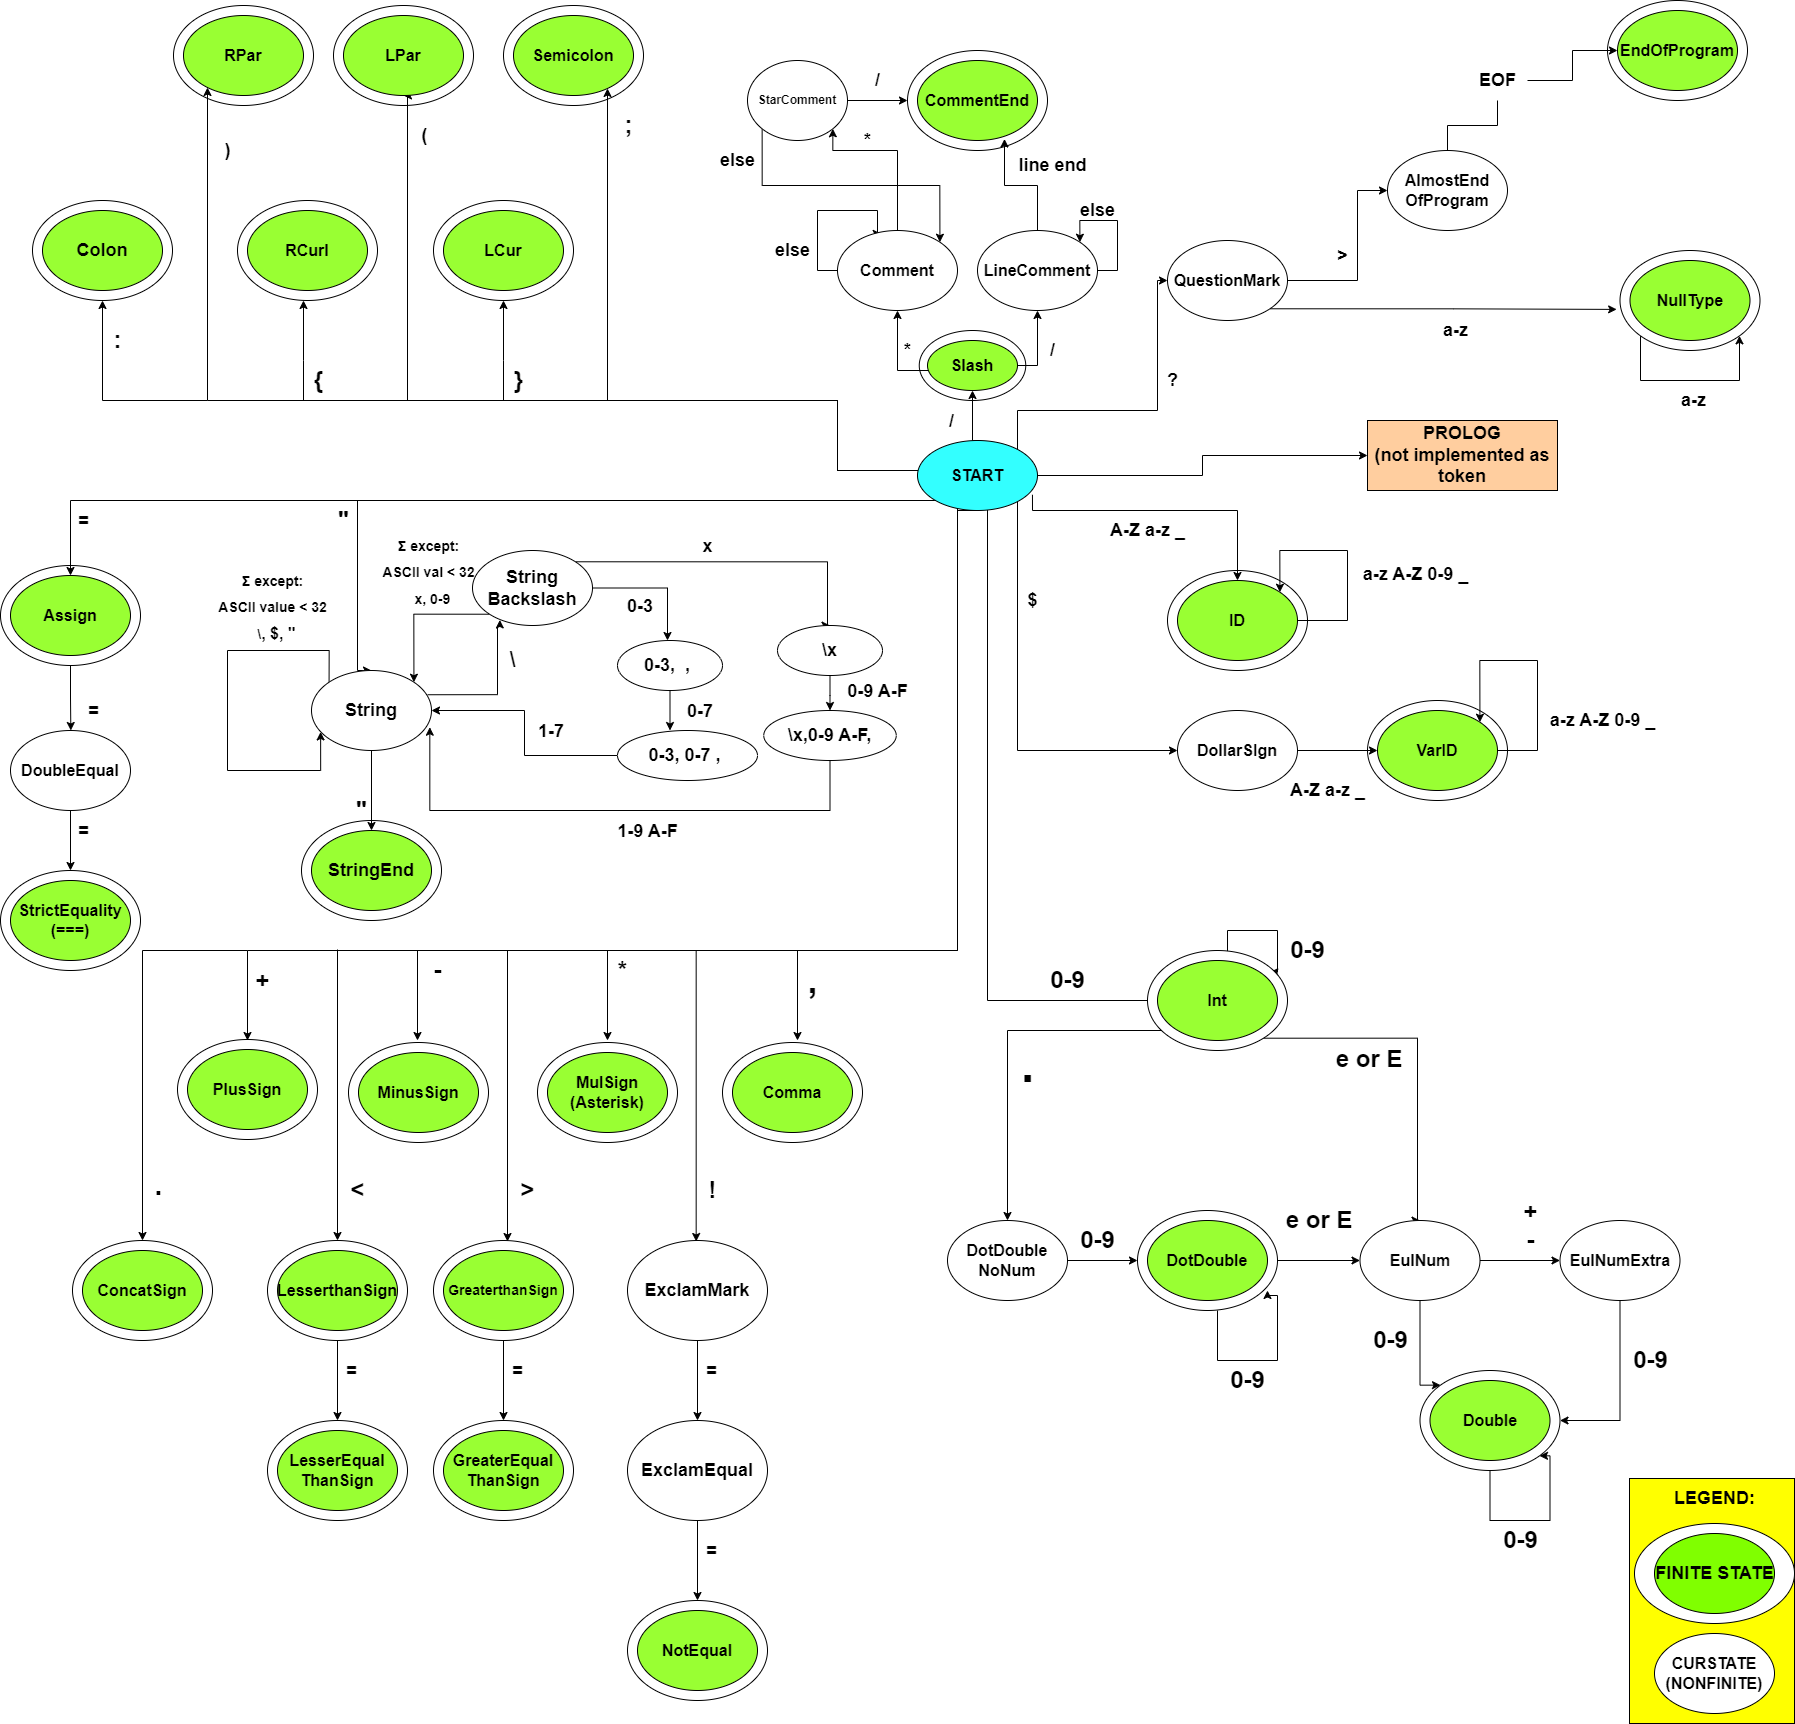 RPar
LPar
Semicolon
)
(
;
Colon
RCurl
LCur
:
{
}
StarComment
/
CommentEnd
*
else
line end
else
else
Comment
LineComment
*
/
Slash
/
START
EOF
EndOfProgram
AlmostEnd
OfProgram
>
QuestionMark
NullType
a-z
a-z
?
PROLOG
(not implemented as
token
A-Z a-z _
a-z A-Z 0-9 _
ID
$
DollarSIgn
A-Z a-z _
VarID
a-z A-Z 0-9 _
=
"
Assign
=
DoubleEqual
=
StrictEquality
(===)
Σ except:
ASCII value < 32
\, $, "
Σ except:
ASCII val < 32
x, 0-9
String
Backslash
x
0-3
\
\x
0-3, ,
0-9 A-F
0-7
String
1-7
0-3, 0-7 ,
\x,0-9 A-F,
"
1-9 A-F
StringEnd
+
-
*
,
PlusSign
MinusSign
MulSign
(Asterisk)
Comma
.
<
>
!
ConcatSign
LesserthanSign
GreaterthanSign
ExclamMark
=
=
=
LesserEqual
ThanSign
GreaterEqual
ThanSign
ExclamEqual
=
NotEqual
0-9
0-9
Int
.
e or E
DotDouble
NoNum
0-9
DotDouble
e or E
EulNum
+
-
EulNumExtra
0-9
0-9
0-9
Double
0-9
LEGEND:
FINITE STATE
CURSTATE
(NONFINITE)